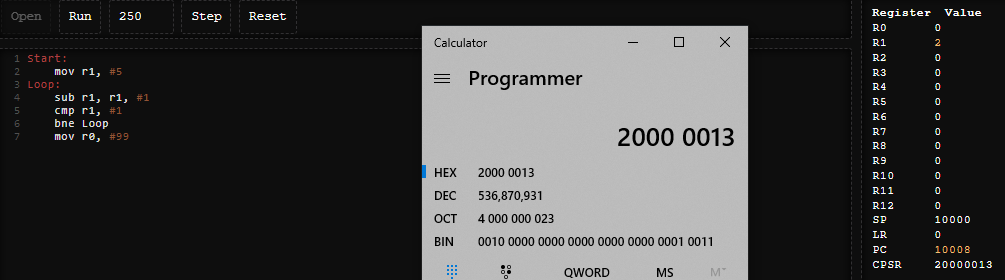 Open Run 250 Step Reset
1 Start:
2 mov r1, #5
3 Loop:
4 sub r1, r1, #1
5 cmp r1, #1
6 bne Loop
7 mov r0, #99
Calculator
Programmer
2000 0013
HEX 2000 0013
DEC 536,870,931
OCT 4 000 000 023
BIN 0010 0000 0000 0000 0000 0000 0001 0011
QWORD MS M˅
Register Value
R0 0
R1 2
R2 0
R3 0
R4 0
R5 0
R6 0
R7 0
R8 0
R9 0
R10 0
R11 0
R12 0
SP 10000
LR 0
PC 10008
CPSR 20000013